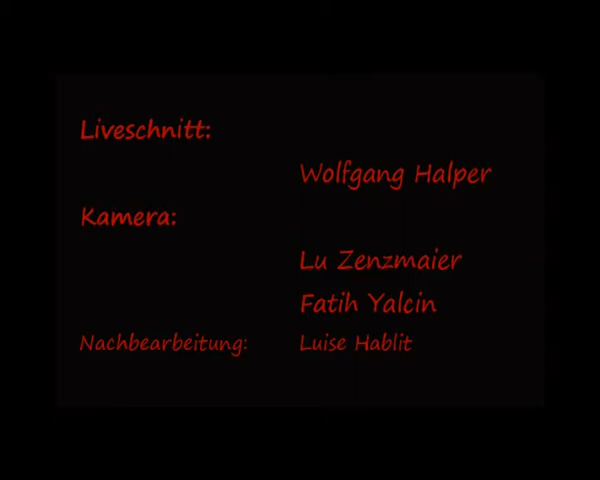 Liveschnitt:
Wolfgang Halper
Kamera:
Lu Zenzmaier
Fatih Yalcin
Nachbearbeitung: Luise Hablit